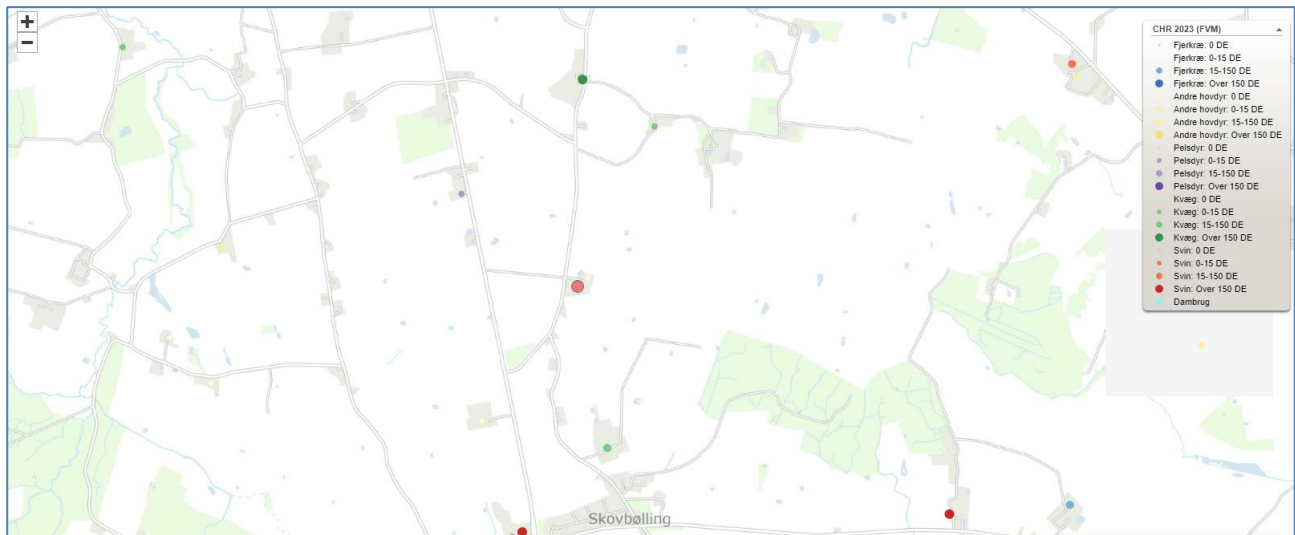 +
−
CHR 2023 (FVM)
Fjerkræ: 0 DE
Fjerkræ: 0-15 DE
Fjerkræ: 15-150 DE
Fjerkræ: Over 150 DE
Andre hovdyr: 0 DE
Andre hovdyr: 0-15 DE
Andre hovdyr: 15-150 DE
Andre hovdyr: Over 150 DE
Pelsdyr: 0 DE
Pelsdyr: 0-15 DE
Pelsdyr: 15-150 DE
Pelsdyr: Over 150 DE
Kvæg: 0 DE
Kvæg: 0-15 DE
Kvæg: 15-150 DE
Kvæg: Over 150 DE
Svin: 0 DE
Svin: 0-15 DE
Svin: 15-150 DE
Svin: Over 150 DE
Dambrug
Skovbølling